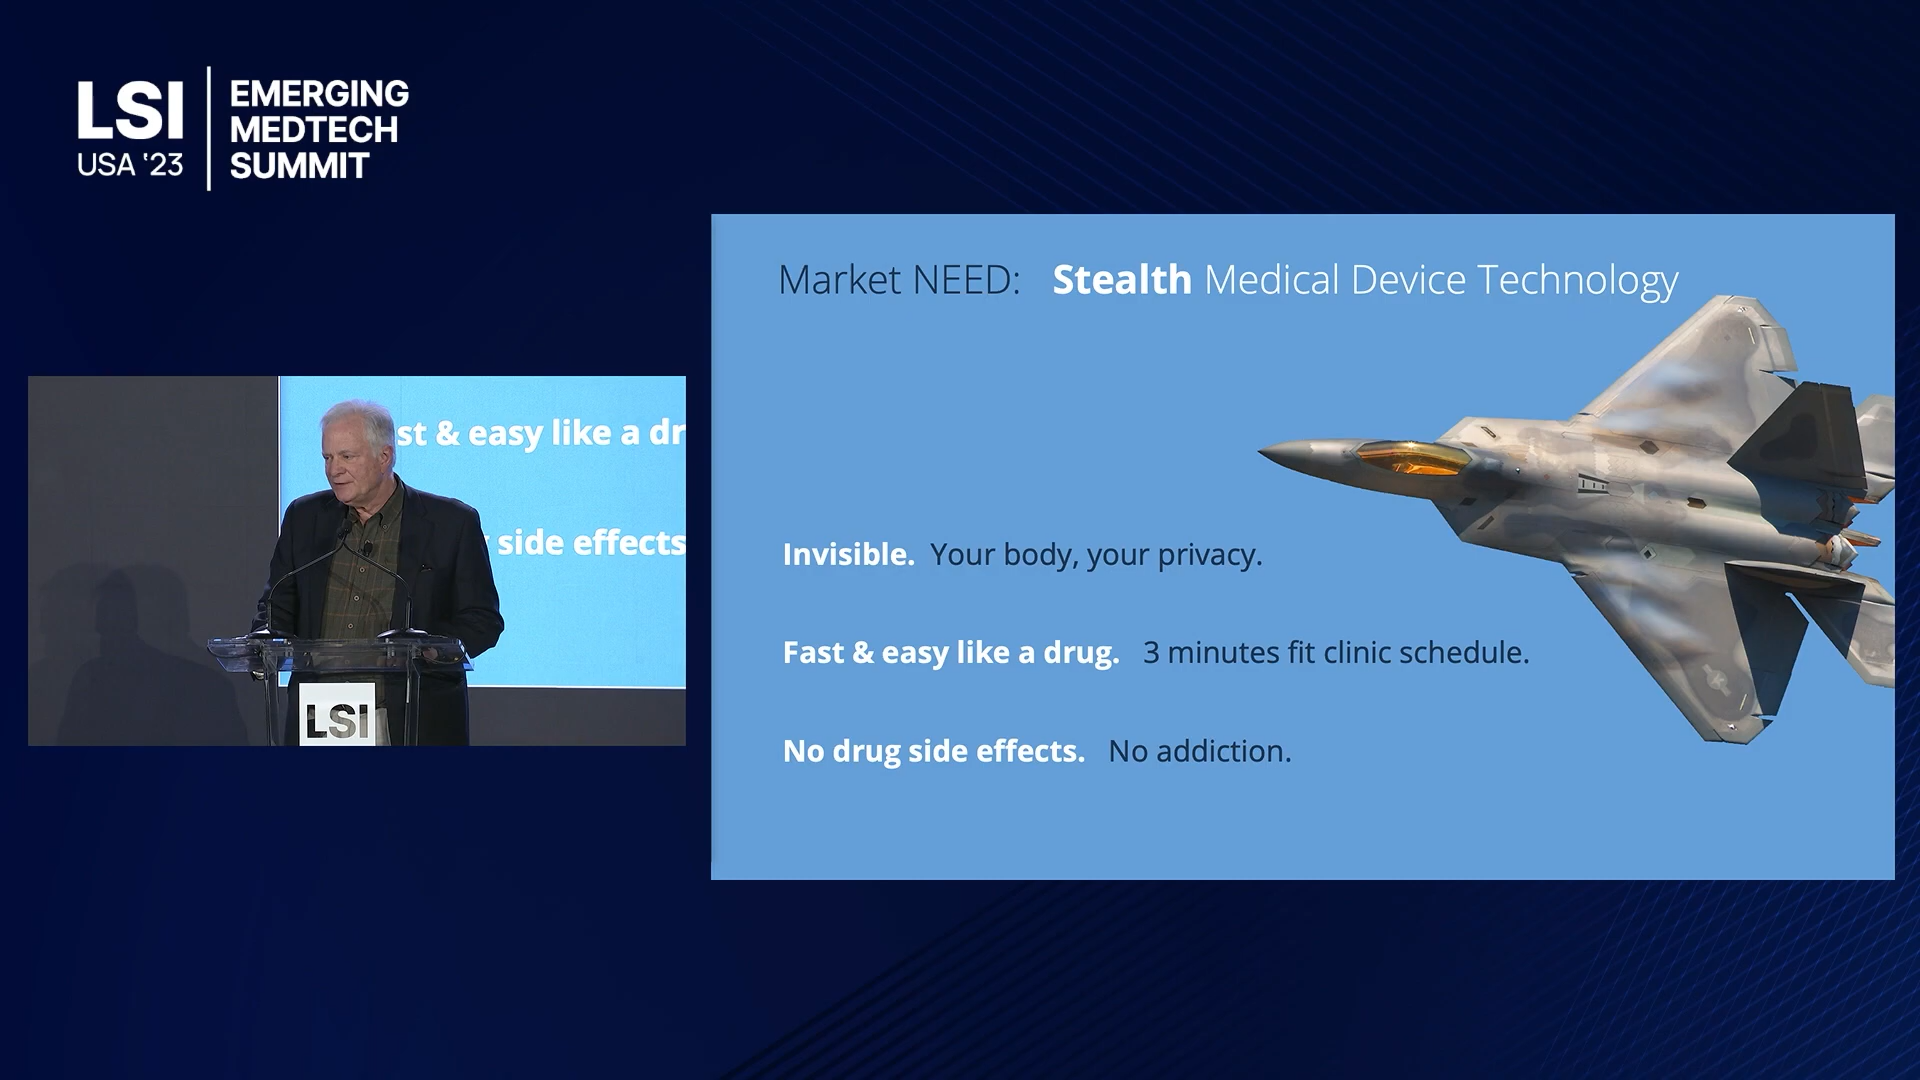 LSI
USA '23
EMERGING
MEDTECH
SUMMIT
Market NEED: Stealth Medical Device Technology
Invisible. Your body, your privacy.
Fast & easy like a drug. 3 minutes fit clinic schedule.
No drug side effects. No addiction.
st & easy like a dr
side effects
LSI